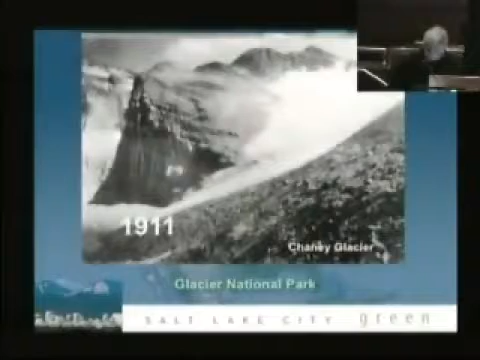 1911
Chaney Glacier
Glacier National Park
SALT LAKE CITY green